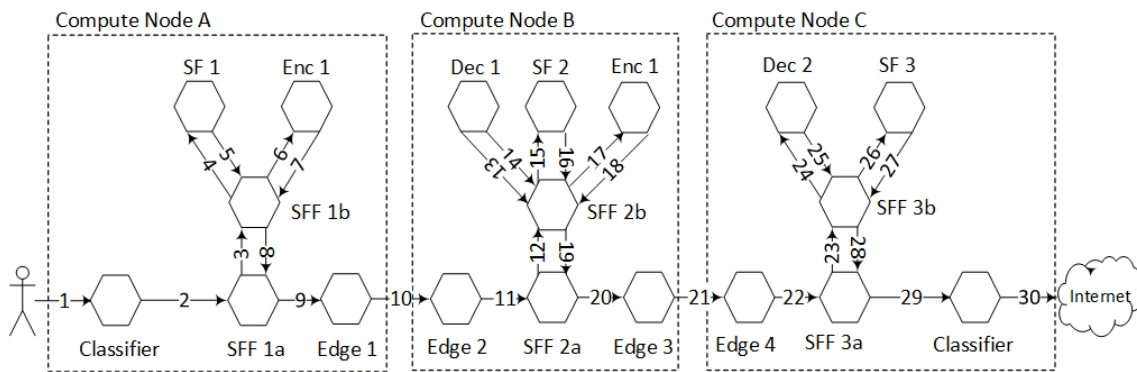 Compute Node A
Compute Node B
Compute Node C
SF 1
Enc 1
Dec 1
SF 2
Enc 1
Dec 2
SF 3
4
5
6
7
13
14
15
16
17
18
24
25
26
27
SFF 1b
SFF 2b
SFF 3b
3
8
12
19
23
28
1
2
9
10
11
20
21
22
29
30
Internet
Classifier
SFF 1a
Edge 1
Edge 2
SFF 2a
Edge 3
Edge 4
SFF 3a
Classifier